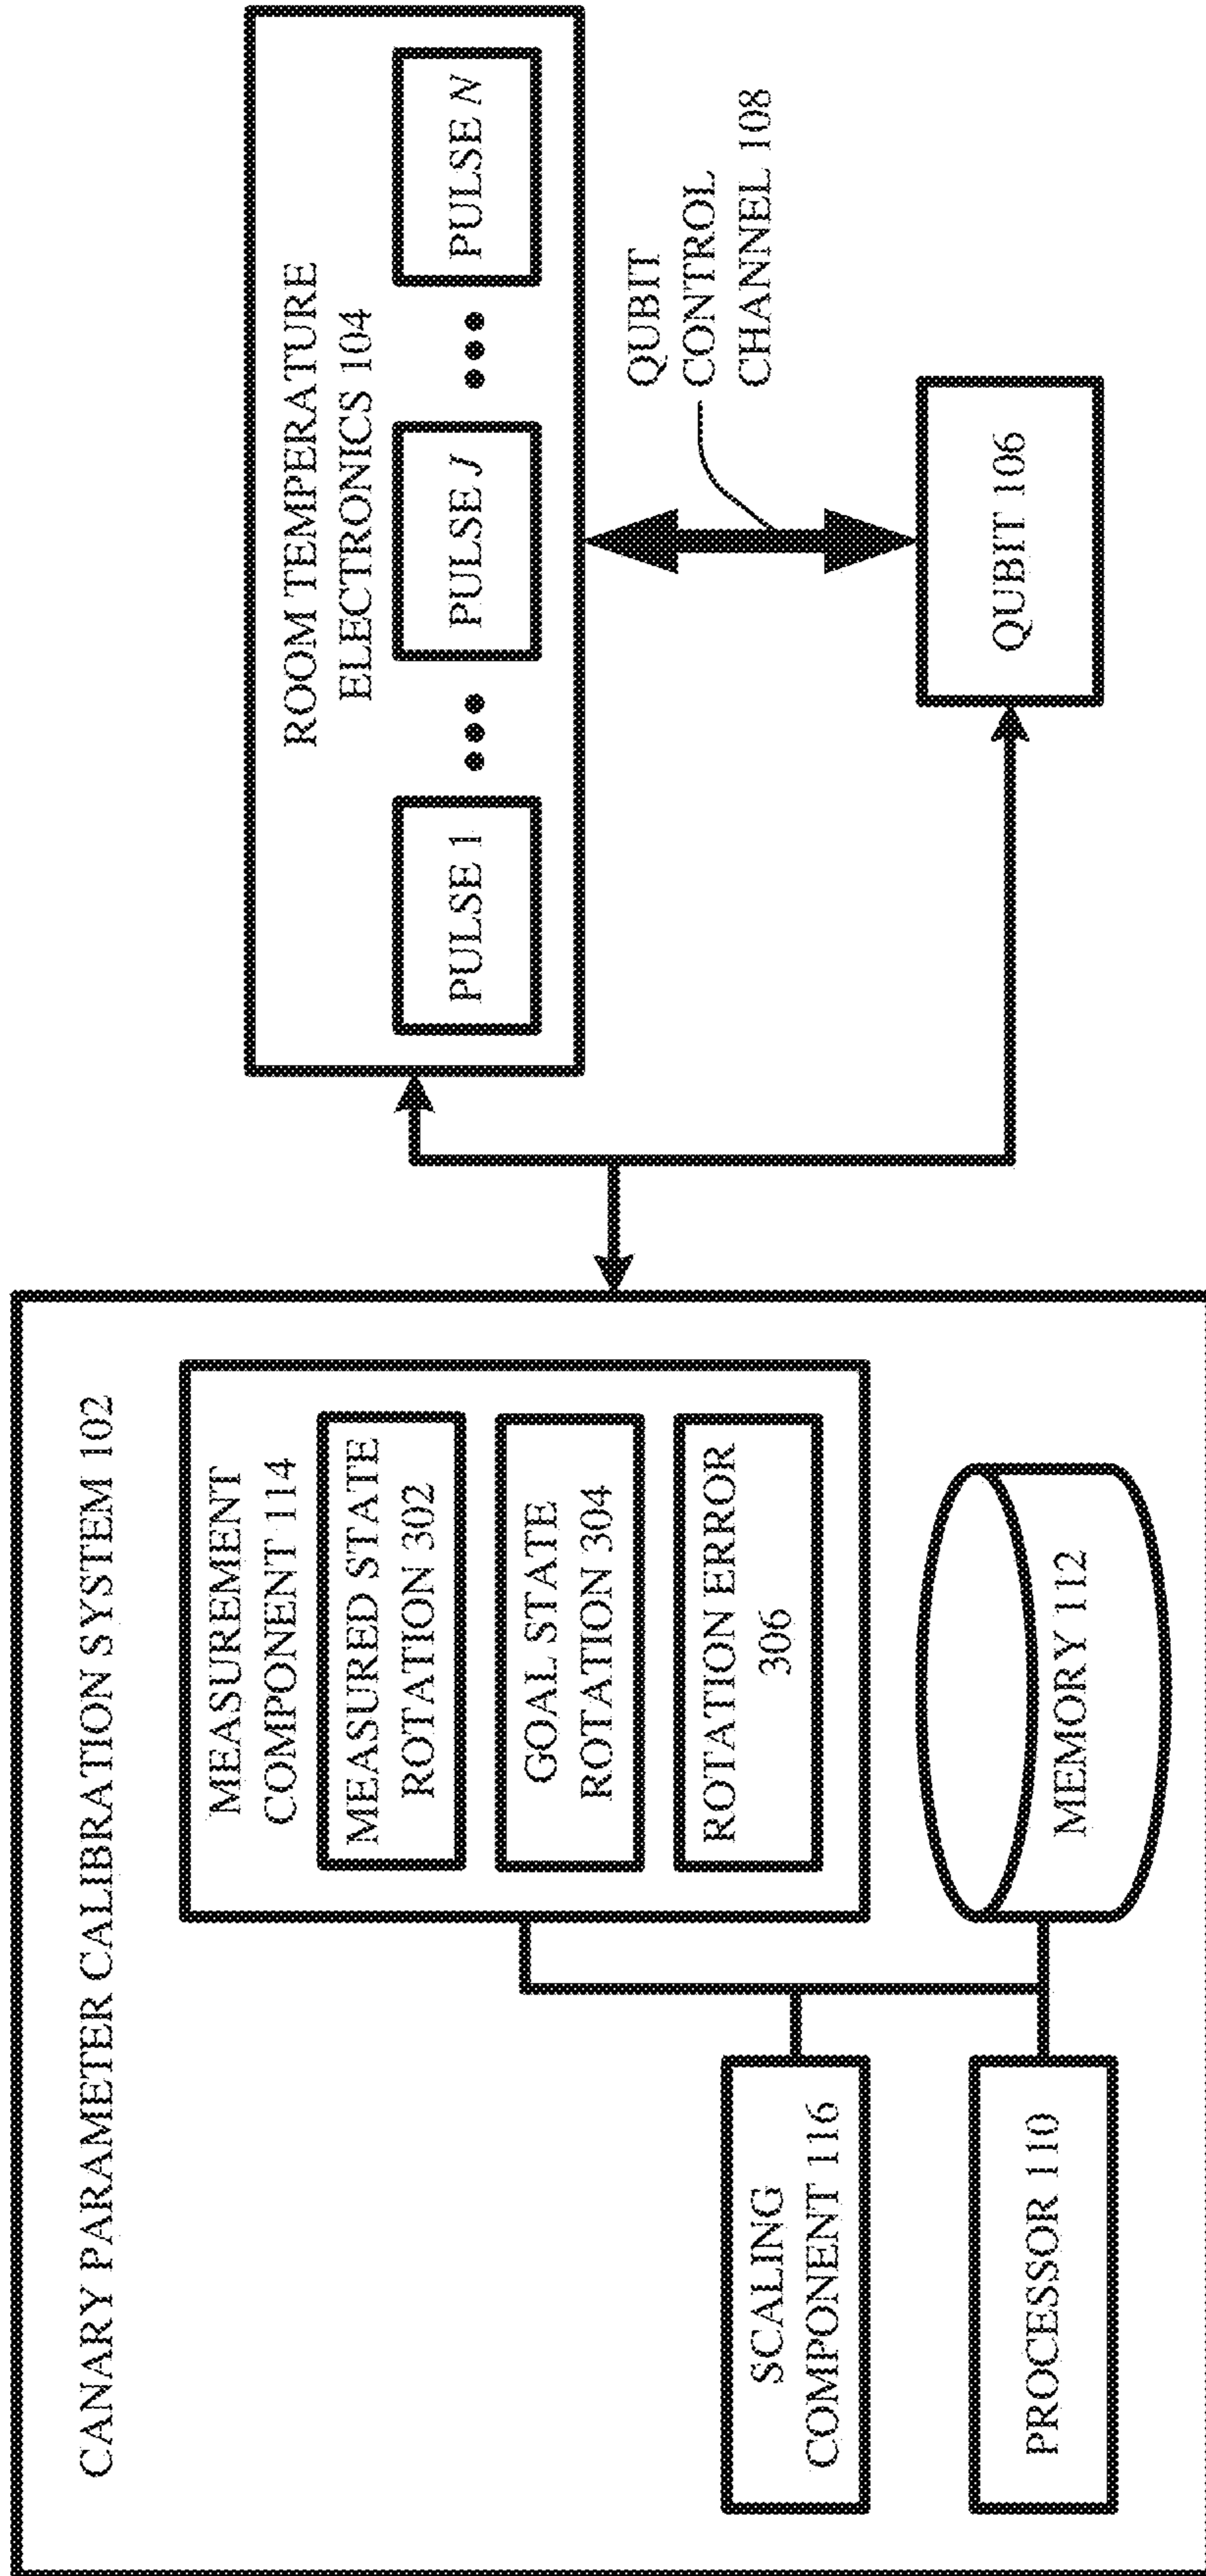 CANARY PARAMETER CALIBRATION SYSTEM 102
MEASUREMENT
COMPONENT 114
MEASURED STATE
ROTATION 302
GOAL STATE
ROTATION 304
ROTATION ERROR
306
SCALING
COMPONENT 116
PROCESSOR 110
MEMORY 112
ROOM TEMPERATURE
ELECTRONICS 104
PULSE 1
PULSE J
PULSE N
QUBIT
CONTROL
CHANNEL 108
QUBIT 106